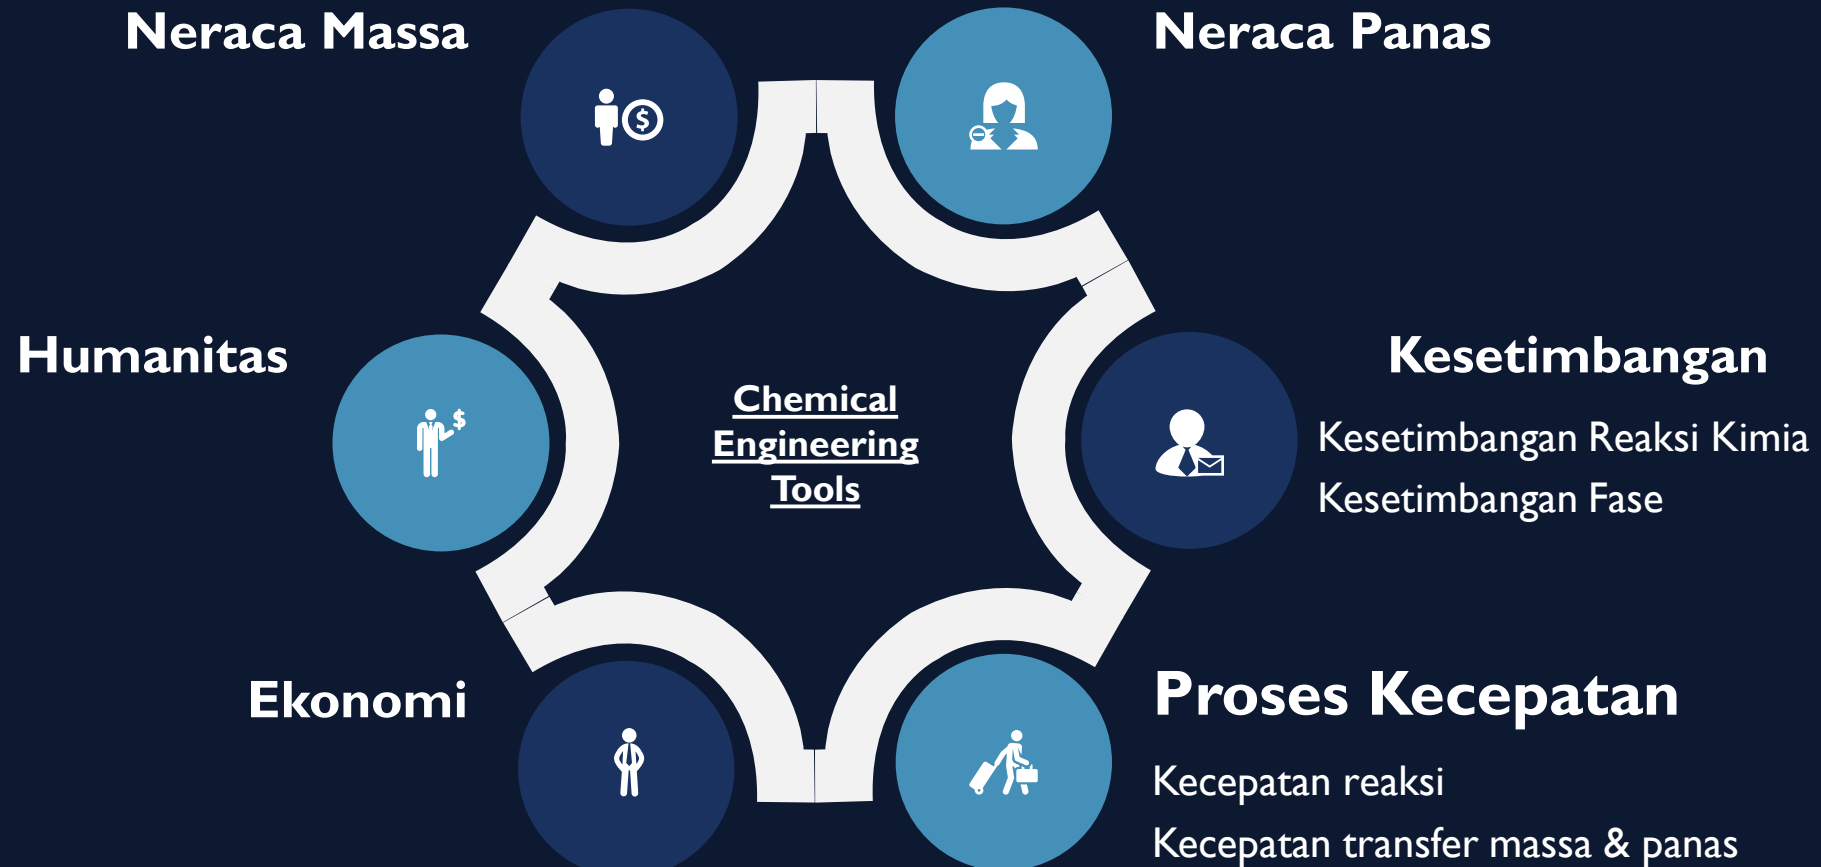 Neraca Massa
Neraca Panas
Humanitas
Chemical
Engineering
Tools
Kesetimbangan
Kesetimbangan Reaksi Kimia
Kesetimbangan Fase
Ekonomi
Proses Kecepatan
Kecepatan reaksi
Kecepatan transfer massa & panas
$
$